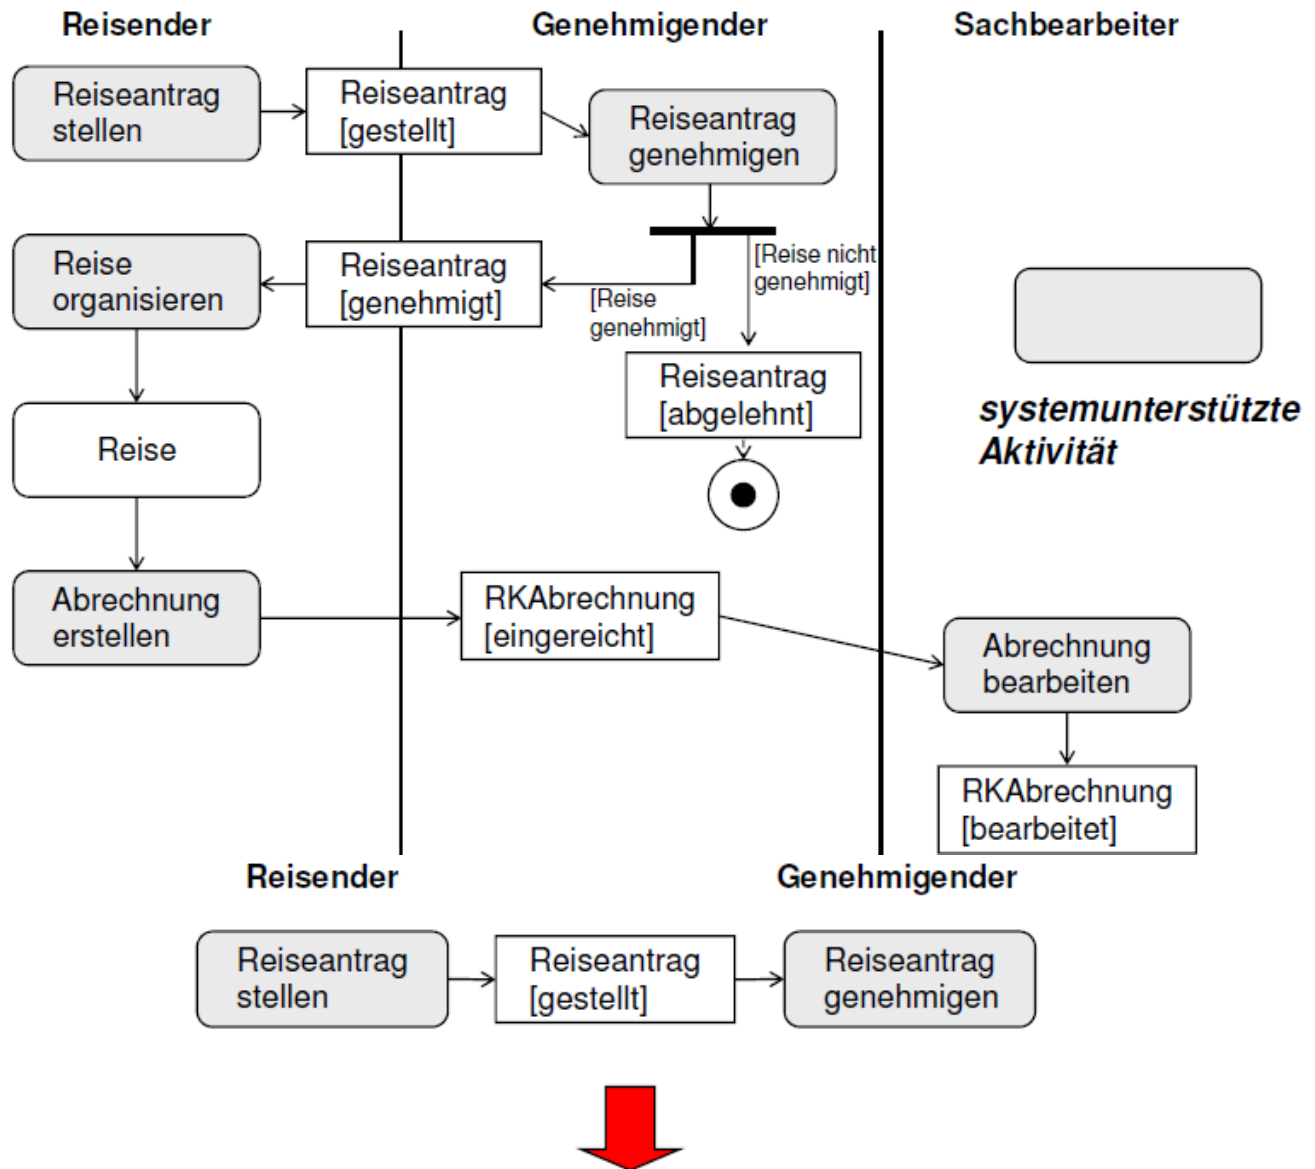 Reisender
Genehmigender
Sachbearbeiter
Reiseantrag
stellen
Reiseantrag
[gestellt]
Reiseantrag
genehmigen
Reise
organisieren
Reiseantrag
[genehmigt]
[Reise
genehmigt]
[Reise nicht
genehmigt]
Reiseantrag
[abgelehnt]
systemunterstützte
Aktivität
Reise
Abrechnung
erstellen
RKAbrechnung
[eingereicht]
Abrechnung
bearbeiten
RKAbrechnung
[bearbeitet]
Reisender
Genehmigender
Reiseantrag
stellen
Reiseantrag
[gestellt]
Reiseantrag
genehmigen